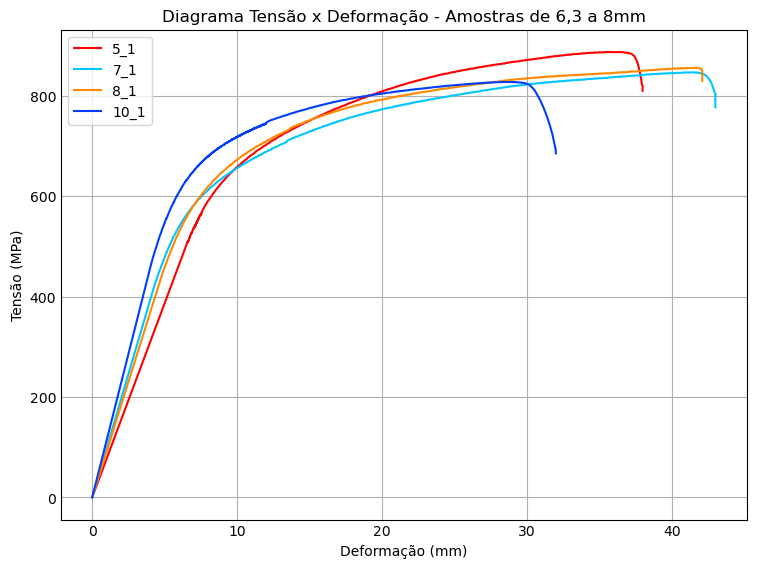 Diagrama Tensão x Deformação - Amostras de 6,3 a 8mm
5_1
7_1
8_1
10_1
800
600
400
200
0
Tensão (MPa)
0 10 20 30 40
Deformação (mm)